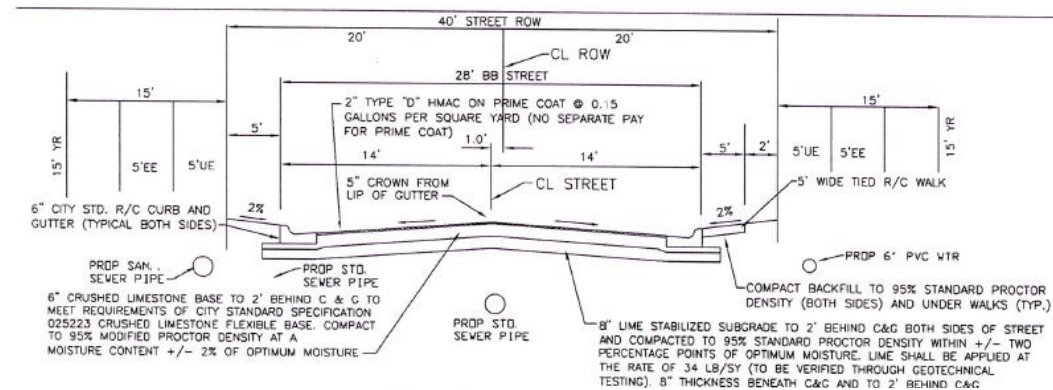 40' STREET ROW
20'
20'
CL ROW
28' BB STREET
15'
15'
2" TYPE "D" HMAC ON PRIME COAT @ 0.15
GALLONS PER SQUARE YARD (NO SEPARATE PAY
FOR PRIME COAT)
5'
1.0'
5'
2'
15' YR
5'EE
5'UE
14'
14'
5'UE
5'EE
15' YR
5" CROWN FROM
LIP OF GUTTER
CL STREET
5' WIDE TIED R/C WALK
6" CITY STD. R/C CURB AND
GUTTER (TYPICAL BOTH SIDES)
2%
2%
PROP SAN.
SEWER PIPE
PROP STO.
SEWER PIPE
PROP STO.
SEWER PIPE
PROP 6' PVC WTR
COMPACT BACKFILL TO 95% STANDARD PROCTOR
DENSITY (BOTH SIDES) AND UNDER WALKS (TYP.)
6" CRUSHED LIMESTONE BASE TO 2' BEHIND C & G TO
MEET REQUIREMENTS OF CITY STANDARD SPECIFICATION
025223 CRUSHED LIMESTONE FLEXIBLE BASE. COMPACT
TO 95% MODIFIED PROCTOR DENSITY AT A
MOISTURE CONTENT +/- 2% OF OPTIMUM MOISTURE
8" LIME STABILIZED SUBGRADE TO 2' BEHIND C&G BOTH SIDES OF STREET
AND COMPACTED TO 95% STANDARD PROCTOR DENSITY WITHIN +/- TWO
PERCENTAGE POINTS OF OPTIMUM MOISTURE. LIME SHALL BE APPLIED AT
THE RATE OF 34 LB/SY (TO BE VERIFIED THROUGH GEOTECHNICAL
TESTING). 8" THICKNESS BENEATH C&G AND TO 2' BEHIND C&G